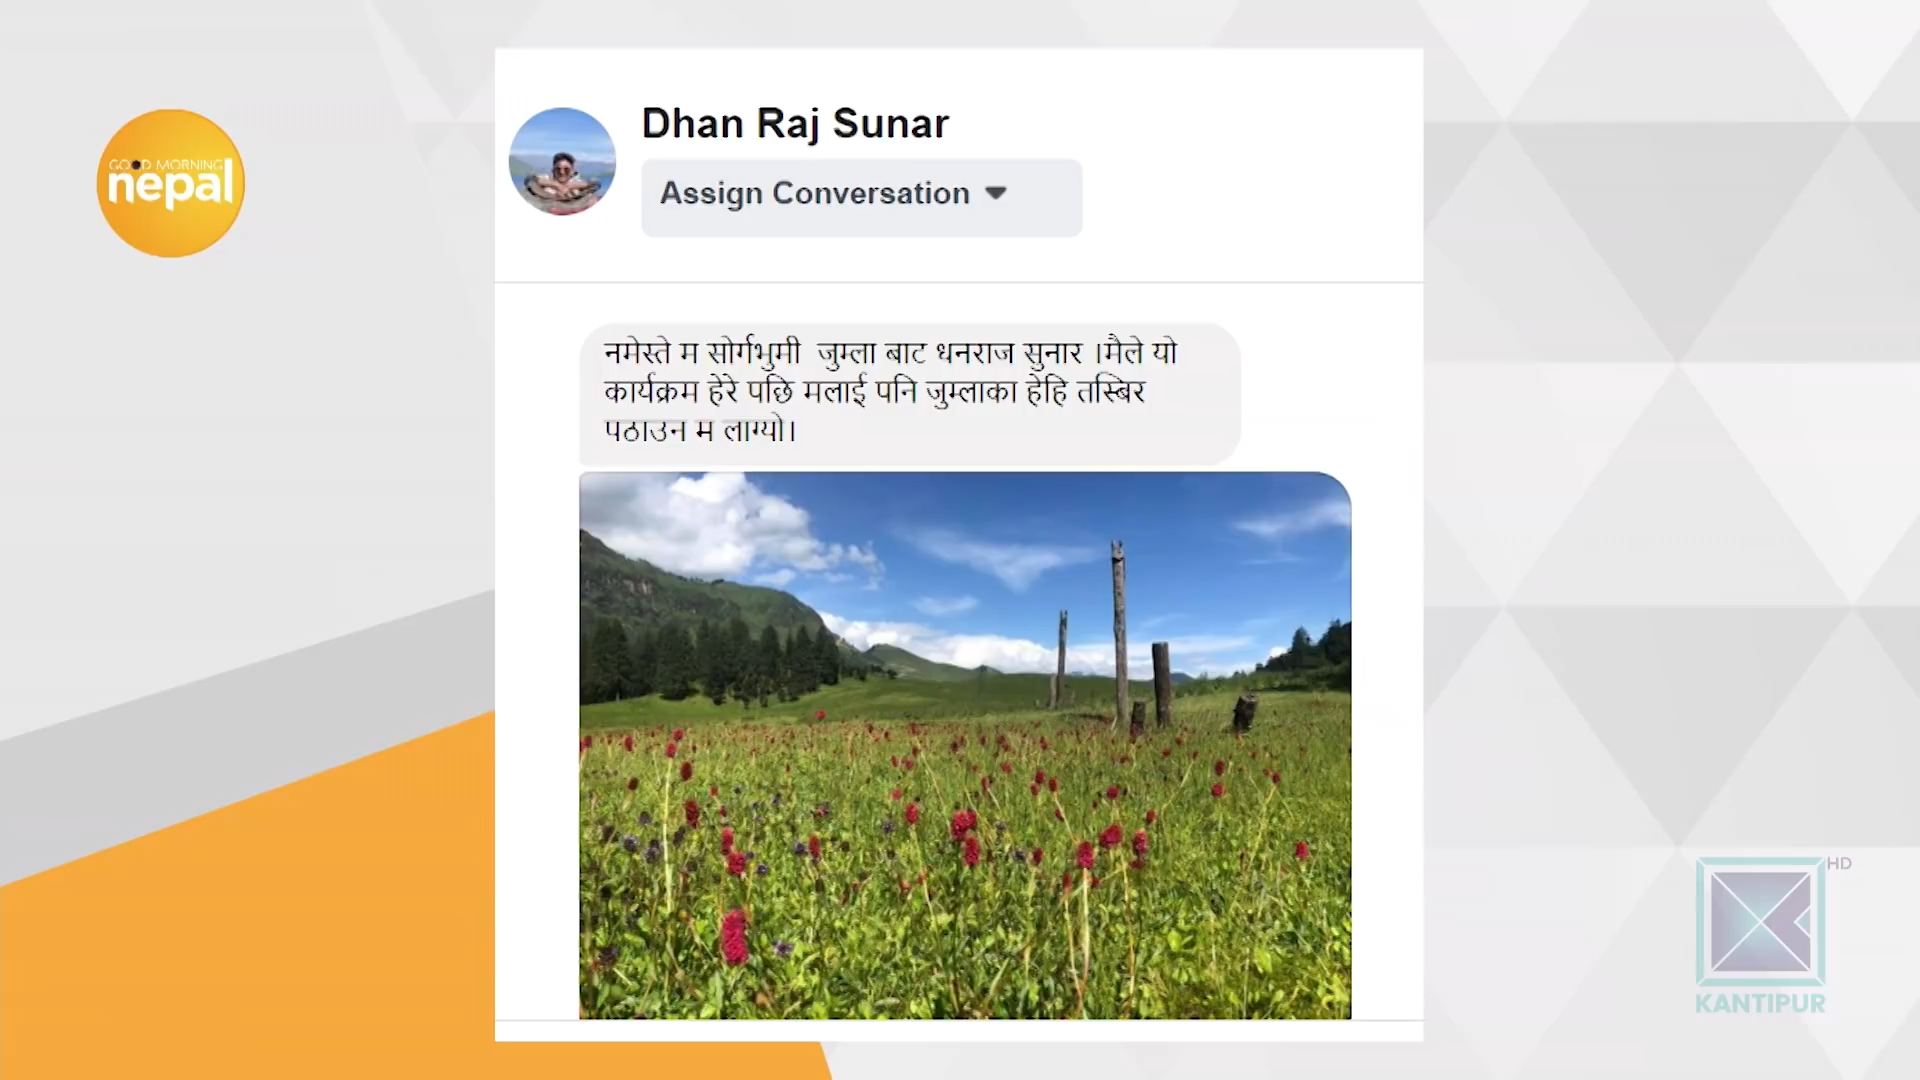 GOOD MORNING
nepal
Dhan Raj Sunar
Assign Conversation
नमेस्ते म सोर्गभुमी जुम्ला बाट धनराज सुनार ।मैले यो
कार्यक्रम हेरे पछि मलाई पनि जुम्लाका हेहि तस्बिर
पठाउन म लाग्यो।
HD
KANTIPUR